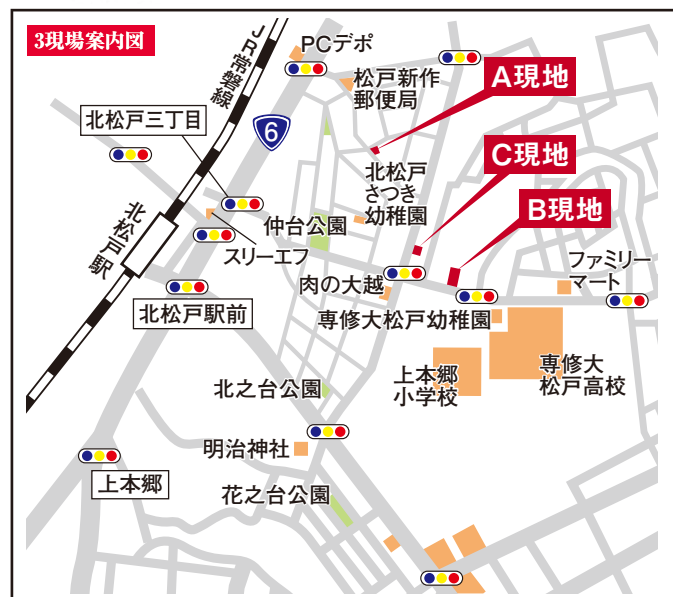 3現場案内図
JR常磐線
PCデポ
松戸新作
郵便局
A現地
北松戸三丁目
6
北松戸
さつき
幼稚園
C現地
B現地
北松戸駅
仲台公園
スリーエフ
ファミリー
マート
肉の大越
北松戸駅前
専修大松戸幼稚園
上本郷
小学校
専修大
松戸高校
北之台公園
明治神社
上本郷
花之台公園